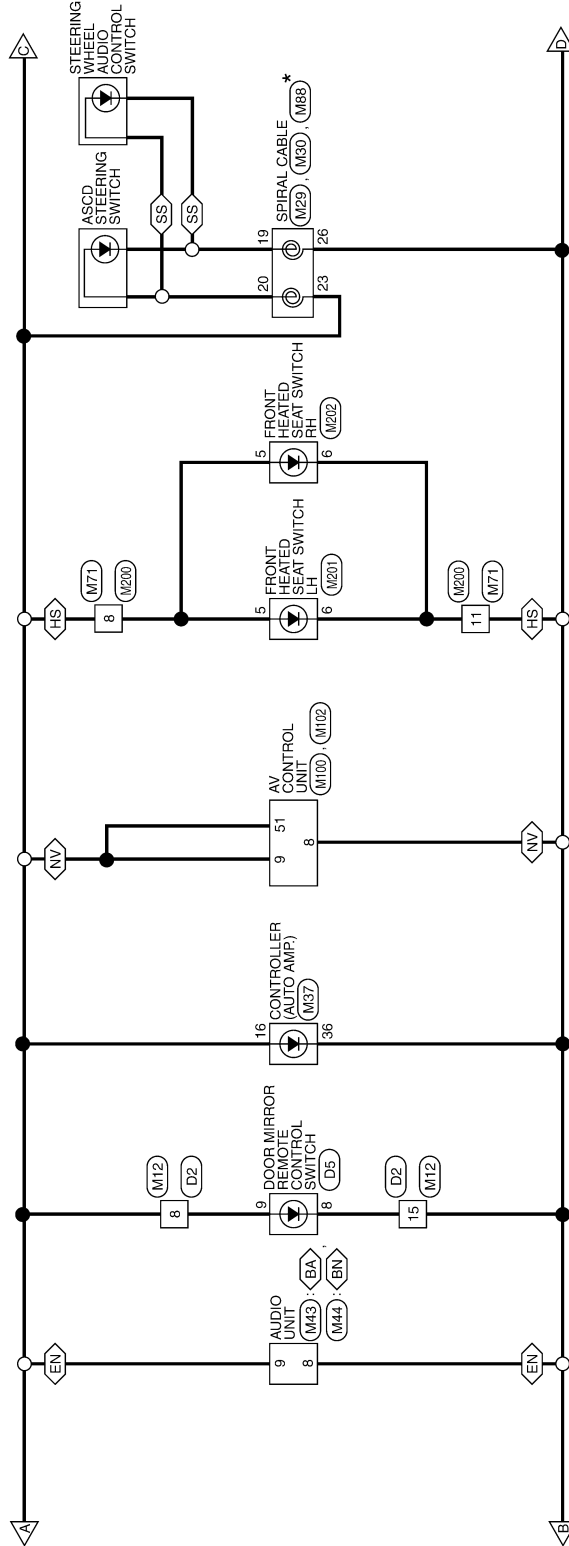 A
EN
AUDIO
UNIT
M43 : BA ,
M44 : BN
9
8
EN
M12
D2
8
DOOR MIRROR
REMOTE
CONTROL
SWITCH
D5
9
8
D2
M12
15
CONTROLLER
(AUTO AMP.)
M37
16
36
NV
AV
CONTROL
UNIT
M100 , M102
9 51
8
NV
HS
M71
M200
8
FRONT
HEATED
SEAT SWITCH
LH
M201
5
6
FRONT
HEATED
SEAT SWITCH
RH
M202
5
6
M200
M71
11
HS
ASCD
STEERING
SWITCH
STEERING
WHEEL
AUDIO
CONTROL
SWITCH
SS
SS
20 19
SPIRAL CABLE *
M29 , M30 , M88
23 26
C
B
D